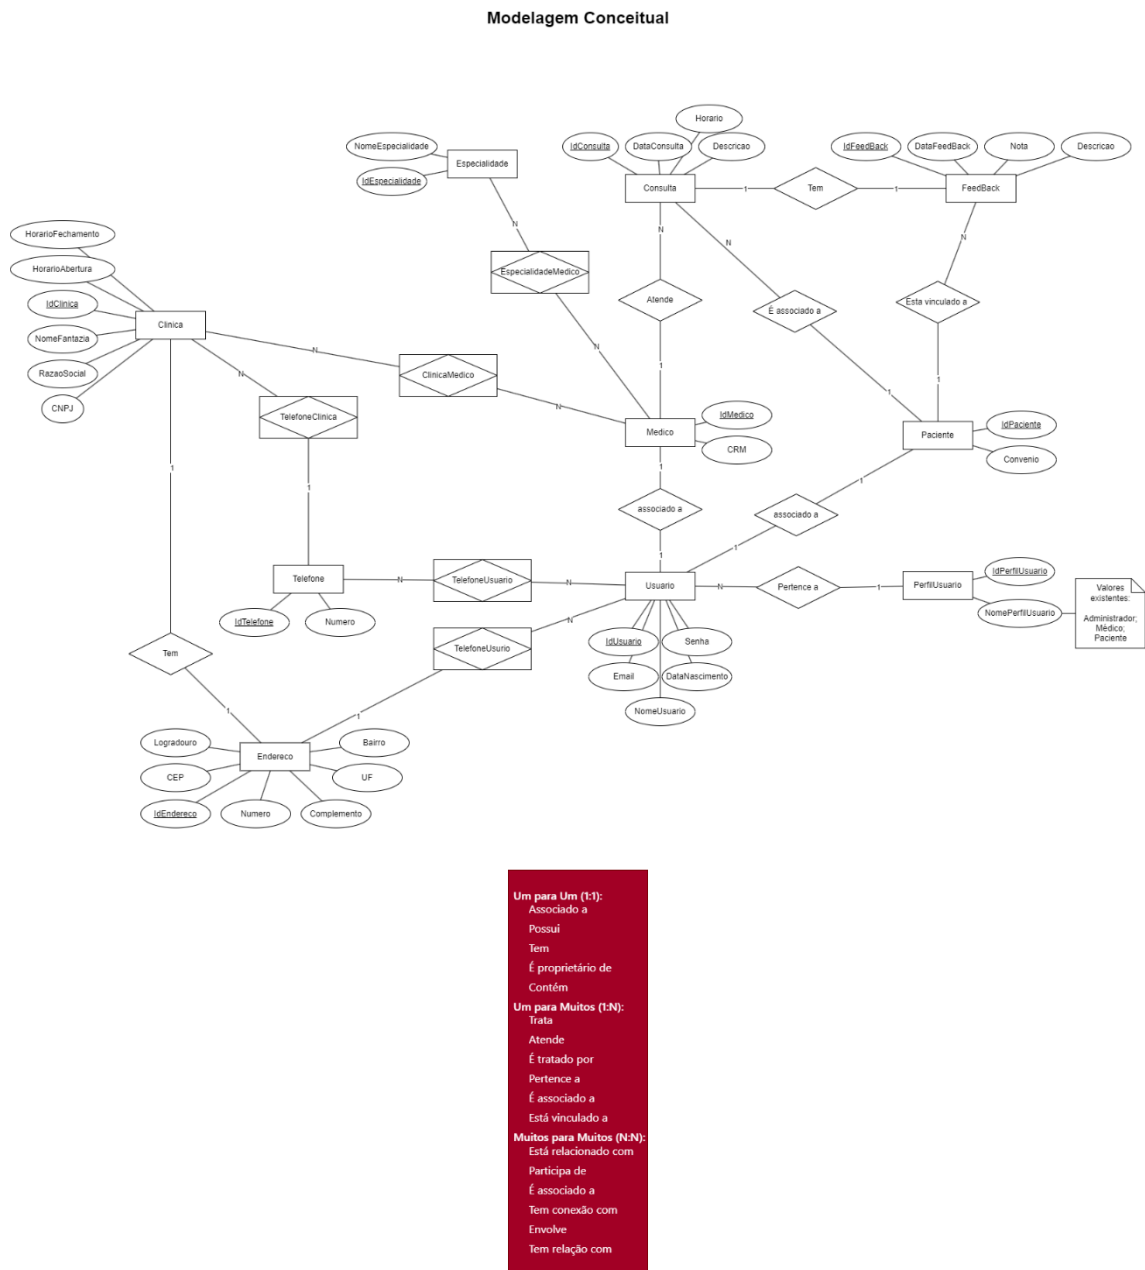 Modelagem Conceitual
Horario
NomeEspecialidade
IdConsulta
DataConsulta
Descricao
IdFeedBack
DataFeedBack
Nota
Descricao
Especialidade
IdEspecialidade
Consulta
1
Tem
1
FeedBack
HorarioFechamento
N
N
N
N
HorarioAbertura
EspecialidadeMedico
IdClinica
Atende
É associado a
Esta vinculado a
Clinica
NomeFantazia
N
N
RazaoSocial
N
ClinicaMedico
1
1
1
CNPJ
TelefoneClinica
N
IdMedico
Medico
IdPaciente
Paciente
CRM
Convenio
1
1
1
1
associado a
associado a
1
1
Telefone
N
TelefoneUsuario
N
Usuario
N
Pertence a
1
PerfilUsuario
IdPerfilUsuario
NomePerfilUsuario
Valores
existentes:
Administrador;
Médico;
Paciente
IdTelefone
Numero
N
IdUsuario
Senha
Tem
TelefoneUsurio
Email
DataNascimento
NomeUsuario
1
1
Logradouro
Bairro
Endereco
CEP
UF
IdEndereco
Numero
Complemento
Um para Um (1:1):
Associado a
Possui
Tem
É proprietário de
Contém
Um para Muitos (1:N):
Trata
Atende
É tratado por
Pertence a
É associado a
Está vinculado a
Muitos para Muitos (N:N):
Está relacionado com
Participa de
É associado a
Tem conexão com
Envolve
Tem relação com